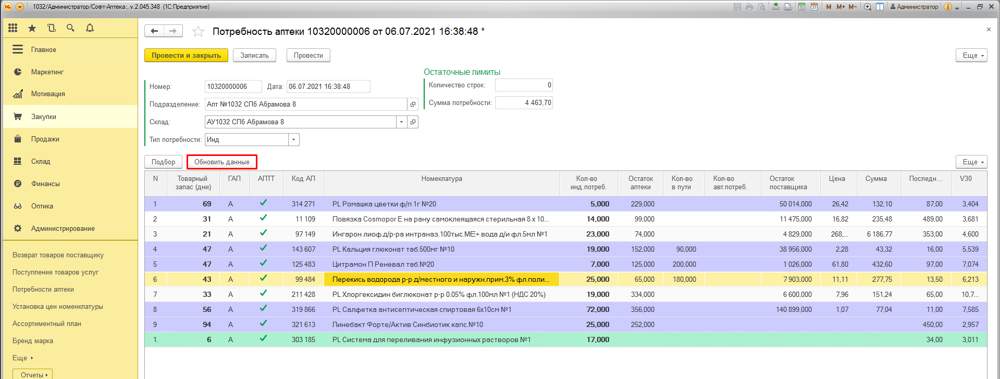 1032/Администратор/Софт-Аптека:, v.2.045.348 (1С:Предприятие)
M M+ M- Администратор
Главное
Маркетинг
Мотивация
Закупки
Продажи
Склад
Финансы
Оптика
Администрирование
Возврат товаров поставщику
Поступление товаров услуг
Потребности аптеки
Установка цен номенклатуры
Ассортиментный план
Бренд марка
Еще
Отчеты
Потребность аптеки 10320000006 от 06.07.2021 16:38:48 *
Провести и закрыть Записать Провести Еще
Номер: 10320000006 Дата: 06.07.2021 16:38:48
Подразделение: Апт №1032 СПб Абрамова 8
Склад: АУ1032 СПб Абрамова 8
Тип потребности: Инд
Остаточные лимиты
Количество строк: 0
Сумма потребности: 4 463,70
Подбор Обновить данные Еще
N Товарный запас (дни) ГАП АПТТ Код АП Номеклатура Кол-во инд.потреб. Остаток аптеки Кол-во в пути Кол-во авт.потреб. Остаток поставщика Цена Сумма Последн... V30
1 69 А 314 271 PL Ромашка цветки ф/п 1г №20 5,000 229,000 50 014,000 26,42 132,10 87,00 3,404
2 31 А 11 109 Повязка Cosmopor E на рану самоклеящаяся стерильная 8 х 10... 14,000 99,000 11 475,000 16,82 235,48 489,00 3,681
3 21 А 97 149 Ингарон лиоф.д/р-ра интраназ.100тыс.МЕ+ вода д/и фл.5мл №1 23,000 74,000 4 829,000 268,... 6 186,77 353,00 4,600
4 47 А 143 607 PL Кальция глюконат таб.500мг №10 19,000 152,000 90,000 38 956,000 2,28 43,32 16,00 5,539
5 47 А 125 483 Цитрамон П Реневал таб.№20 7,000 125,000 200,000 1 026,000 61,80 432,60 97,00 7,074
6 43 А 99 484 Перекись водорода р-р д/местного и наружн.прим.3% фл.поли... 25,000 65,000 180,000 7 903,000 11,11 277,75 13,50 6,213
7 33 А 211 428 PL Хлоргексидин биглюконат р-р 0.05% фл.100мл №1 (НДС 20%) 19,000 334,000 6 600,000 7,96 151,24 65,00 10,7...
8 56 А 319 866 PL Салфетка антисептическая спиртовая 6х10см №1 72,000 356,000 140 899,000 1,07 77,04 11,00 7,585
9 94 А 321 613 Линебакт Форте/Актив Синбиотик капс.№10 25,000 252,000 450,00 2,957
1. 6 А 303 185 PL Система для переливания инфузионных растворов №1 17,000 34,00 3,011